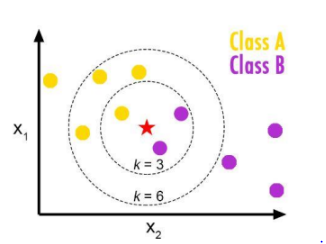 Class A
Class B
x₁
k = 3
k = 6
x₂